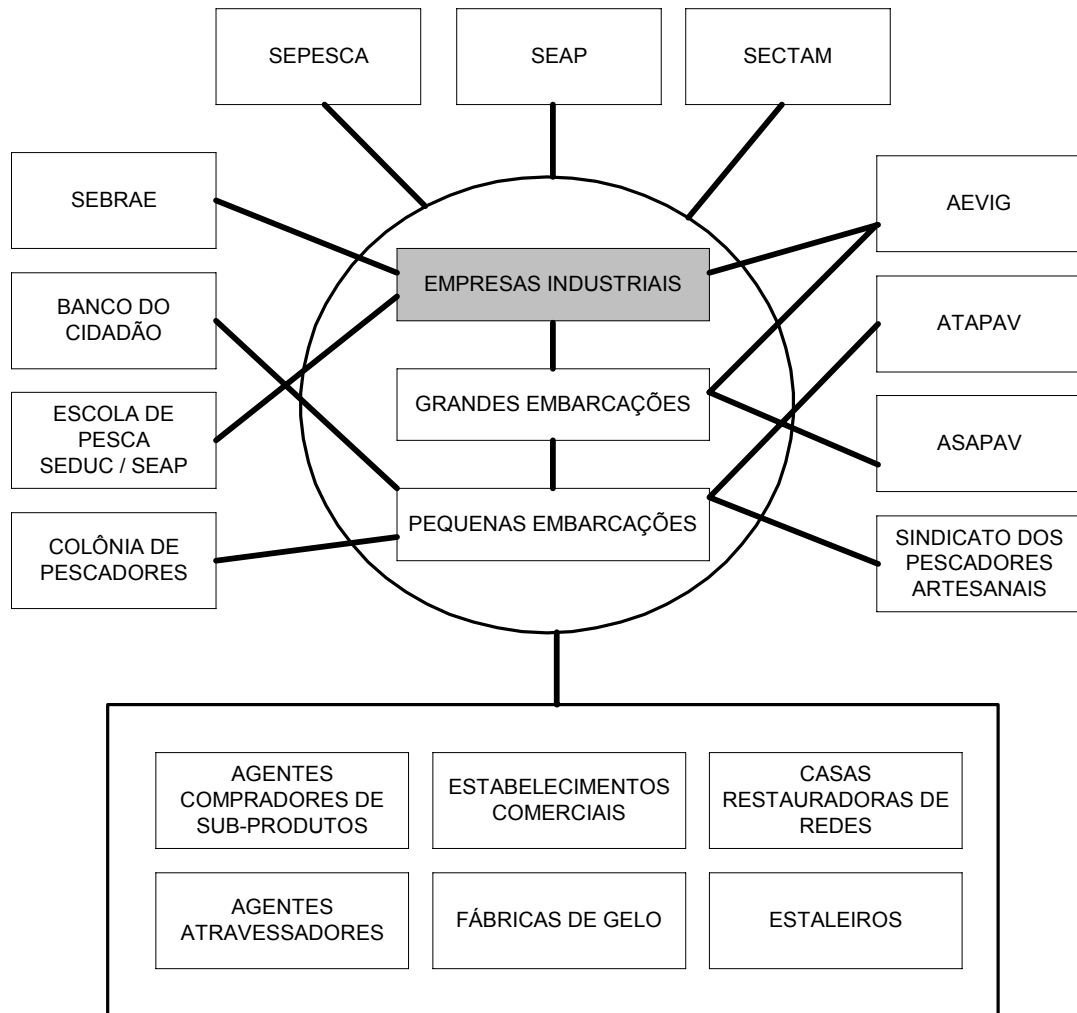 SEPESCA
SEAP
SECTAM
SEBRAE
AEVIG
EMPRESAS INDUSTRIAIS
BANCO DO
CIDADÃO
ATAPAV
GRANDES EMBARCAÇÕES
ESCOLA DE
PESCA
SEDUC / SEAP
ASAPAV
PEQUENAS EMBARCAÇÕES
COLÔNIA DE
PESCADORES
SINDICATO DOS
PESCADORES
ARTESANAIS
AGENTES
COMPRADORES DE
SUB-PRODUTOS
ESTABELECIMENTOS
COMERCIAIS
CASAS
RESTAURADORAS DE
REDES
AGENTES
ATRAVESSADORES
FÁBRICAS DE GELO
ESTALEIROS